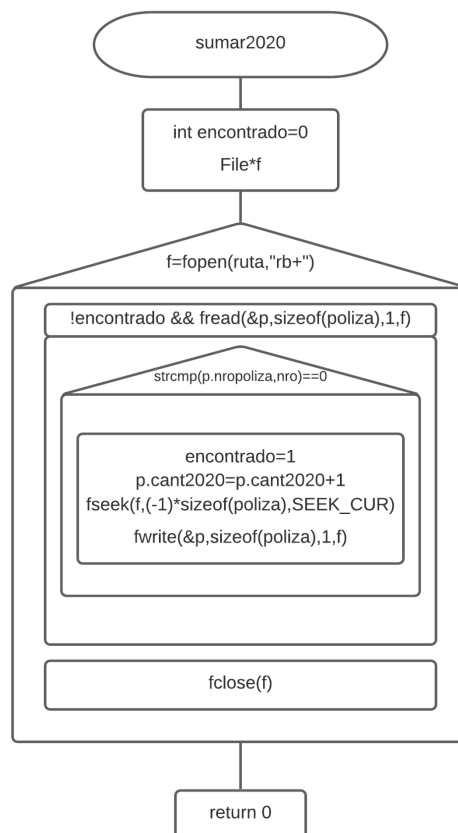 sumar2020
int encontrado=0
File*f
f=fopen(ruta,"rb+")
!encontrado && fread(&p,sizeof(poliza),1,f)
strcmp(p.nropoliza,nro)==0
encontrado=1
p.cant2020=p.cant2020+1
fseek(f,(-1)*sizeof(poliza),SEEK_CUR)
fwrite(&p,sizeof(poliza),1,f)
fclose(f)
return 0